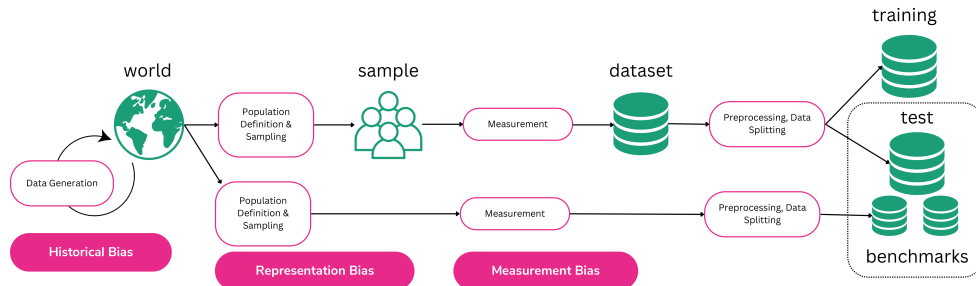 training
world
sample
dataset
Population
Definition &
Sampling
Measurement
Preprocessing, Data
Splitting
test
Data Generation
Population
Definition &
Sampling
Measurement
Preprocessing, Data
Splitting
Historical Bias
Representation Bias
Measurement Bias
benchmarks